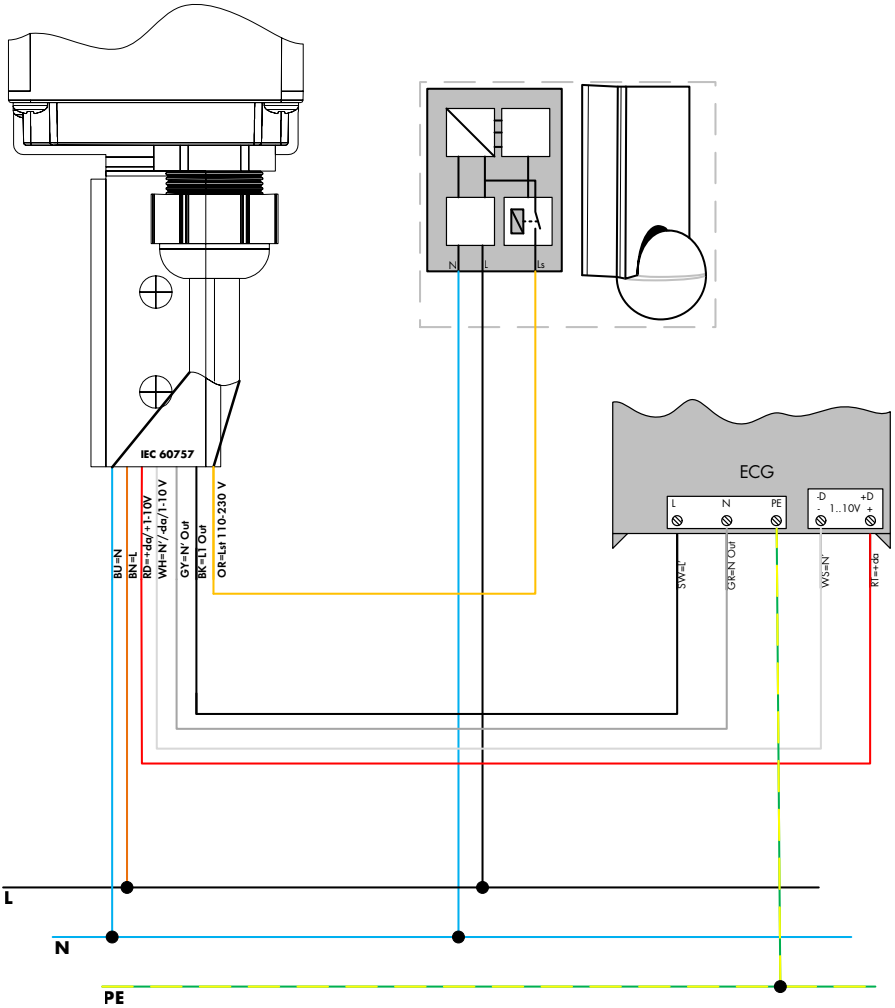 N
L
Ls
IEC 60757
BU=N
BN=L
RD=+da/+1-10V
WH=N'/-da/1-10 V
GY=N' Out
BK=L1 Out
OR=Lst 110-230 V
ECG
L
N
PE
-D
+D
-
1..10V
+
SW=L'
GR=N Out
WS=N'
RT=+da
L
N
PE